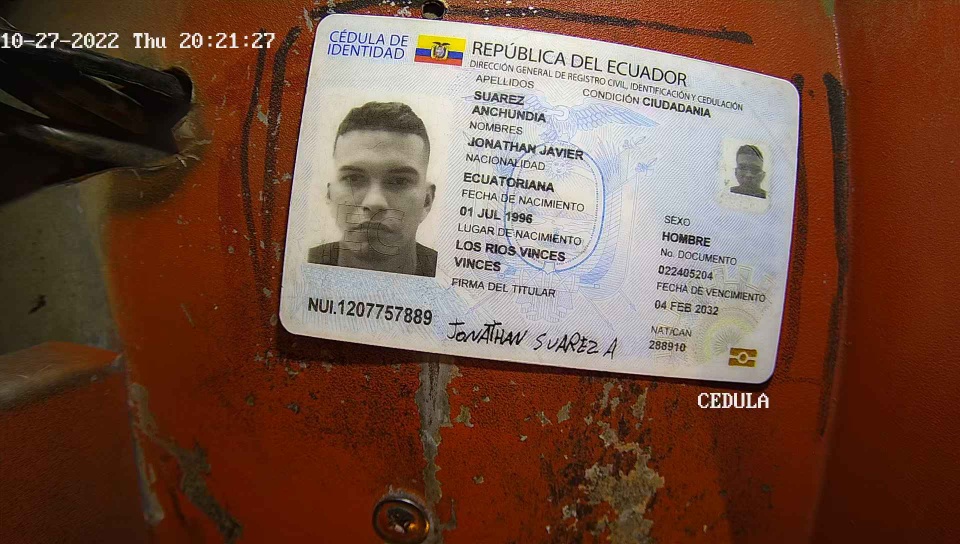 10-27-2022 Thu 20:21:27
CÉDULA DE
IDENTIDAD
REPÚBLICA DEL ECUADOR
DIRECCIÓN GENERAL DE REGISTRO CIVIL, IDENTIFICACIÓN Y CEDULACIÓN
APELLIDOS
CONDICIÓN CIUDADANIA
SUAREZ
ANCHUNDIA
NOMBRES
JONATHAN JAVIER
NACIONALIDAD
ECUATORIANA
FECHA DE NACIMIENTO
01 JUL 1996
LUGAR DE NACIMIENTO
LOS RIOS VINCES
VINCES
FIRMA DEL TITULAR
SEXO
HOMBRE
No. DOCUMENTO
022405204
FECHA DE VENCIMIENTO
04 FEB 2032
NAT/CAN
288910
NUI.1207757889
JONATHAN SUAREZ A
CEDULA